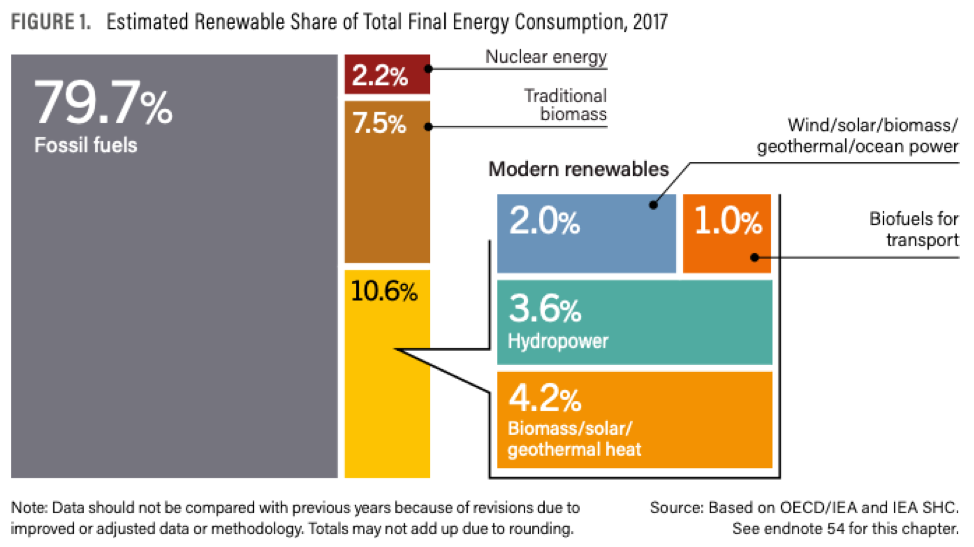 FIGURE 1. Estimated Renewable Share of Total Final Energy Consumption, 2017
79.7%
Fossil fuels
2.2%
Nuclear energy
7.5%
Traditional
biomass
10.6%
Modern renewables
Wind/solar/biomass/
geothermal/ocean power
2.0%
1.0%
Biofuels for
transport
3.6%
Hydropower
4.2%
Biomass/solar/
geothermal heat
Note: Data should not be compared with previous years because of revisions due to
improved or adjusted data or methodology. Totals may not add up due to rounding.
Source: Based on OECD/IEA and IEA SHC.
See endnote 54 for this chapter.